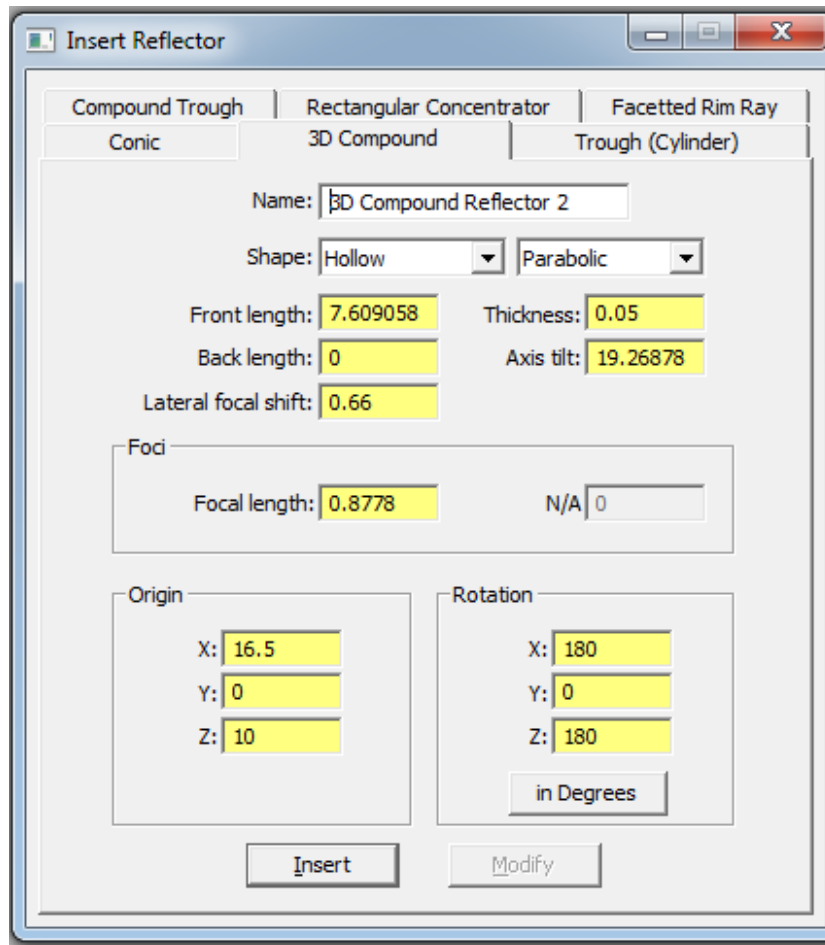 Insert Reflector
Compound Trough Rectangular Concentrator Facetted Rim Ray
Conic 3D Compound Trough (Cylinder)
Name: 3D Compound Reflector 2
Shape: Hollow Parabolic
Front length: 7.609058 Thickness: 0.05
Back length: 0 Axis tilt: 19.26878
Lateral focal shift: 0.66
Foci
Focal length: 0.8778 N/A 0
Origin Rotation
X: 16.5 X: 180
Y: 0 Y: 0
Z: 10 Z: 180
in Degrees
Insert Modify